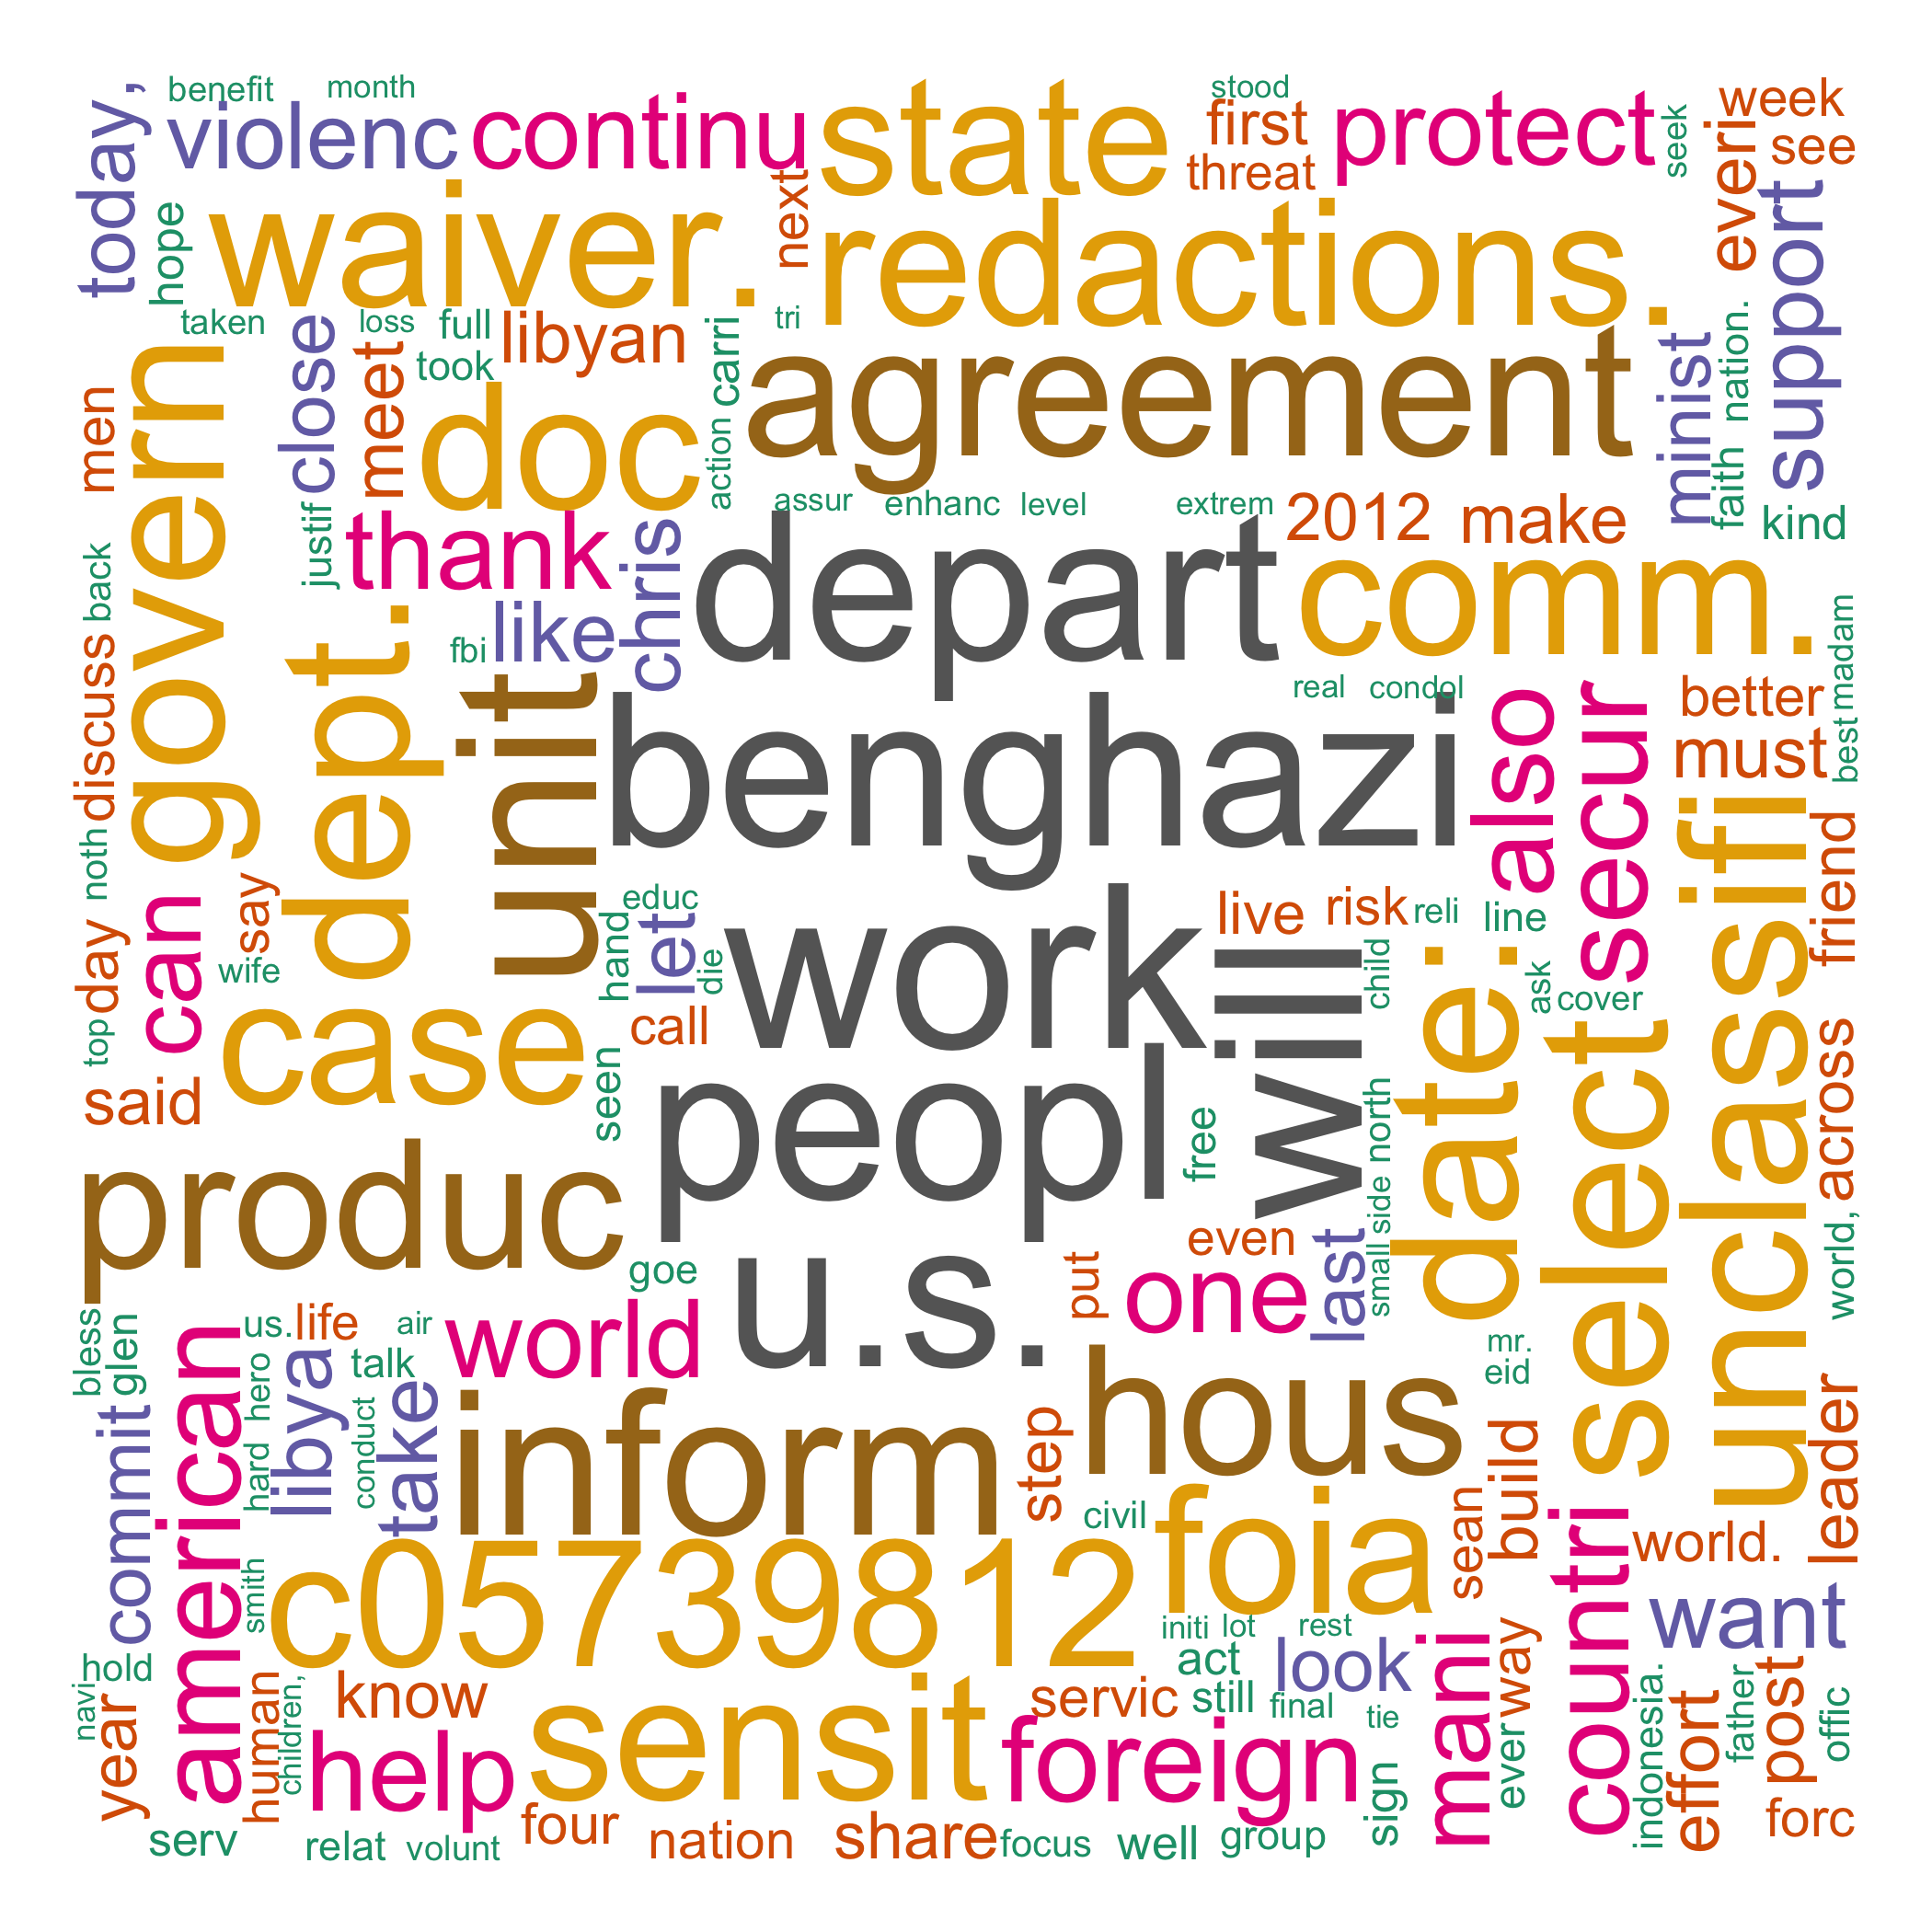 benefit
month
stood
today,
violenc
continu
state
first
protect
seek
week
everi
see
threat
hope
waiver.
next
redactions.
support
taken
loss
full
libyan
tri
carri
took
close
meet
minist
nation.
govern
men
doc
agreement
action
faith
justif
thank
assur
enhanc
level
extrem
2012
make
kind
back
chris
depart
comm.
dept.
like
fbi
unit
discuss
real
condol
madam
better
also
secur
benghazi
must
best
noth
unclassifi
friend
say
can
day
wife
educ
let
hand
die
work
live
risk
reli
line
will
child
date:
ask
cover
top
case
call
select
said
seen
peopl
free
north
across
produc
side
small
world,
even
last
goe
u.s.
put
one
bless
glen
us.
life
air
world
mr.
eid
talk
american
hero
hard
libya
conduct
take
hous
commit
inform
step
civil
foia
sean
build
countri
leader
world.
smith
c05739812
initi
lot
rest
want
hold
navi
year
know
act
look
mani
way
ever
human
children,
servic
still
final
tie
indonesia.
effort
father
post
offic
help
sensit
foreign
sign
four
forc
serv
relat
volunt
nation
share
focus
well
group